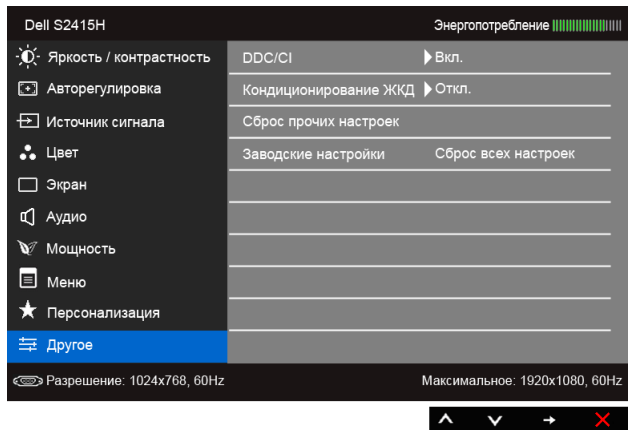 Dell S2415H Энергопотребление
Яркость / контрастность DDC/CI Вкл.
Авторегулировка Кондиционирование ЖКД Откл.
Источник сигнала Сброс прочих настроек
Цвет Заводские настройки Сброс всех настроек
Экран
Аудио
Мощность
Меню
Персонализация
Другое
Разрешение: 1024x768, 60Hz Максимальное: 1920x1080, 60Hz